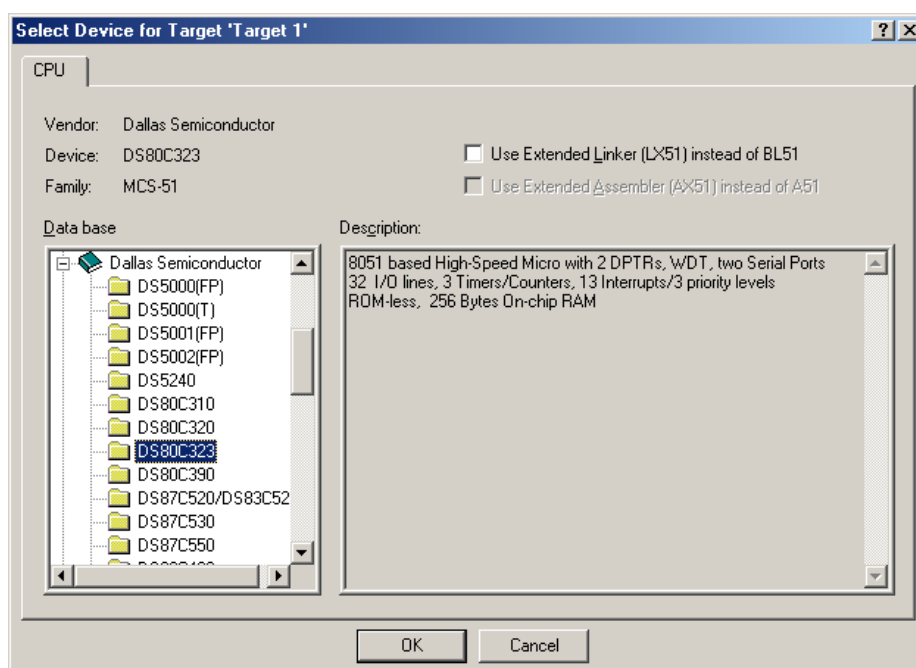 Select Device for Target 'Target 1'
CPU
Vendor: Dallas Semiconductor
Device: DS80C323
Family: MCS-51
Use Extended Linker (LX51) instead of BL51
Use Extended Assembler (AX51) instead of A51
Data base
Dallas Semiconductor
DS5000(FP)
DS5000(T)
DS5001(FP)
DS5002(FP)
DS5240
DS80C310
DS80C320
DS80C323
DS80C390
DS87C520/DS83C52
DS87C530
DS87C550
Description:
8051 based High-Speed Micro with 2 DPTRs, WDT, two Serial Ports
32 I/O lines, 3 Timers/Counters, 13 Interrupts/3 priority levels
ROM-less, 256 Bytes On-chip RAM
OK
Cancel